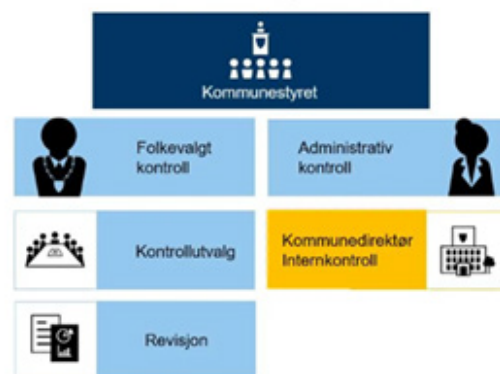 Kommunestyret
Folkevalgt
kontroll
Administrativ
kontroll
Kontrollutvalg
Kommunedirektør
Internkontroll
Revisjon